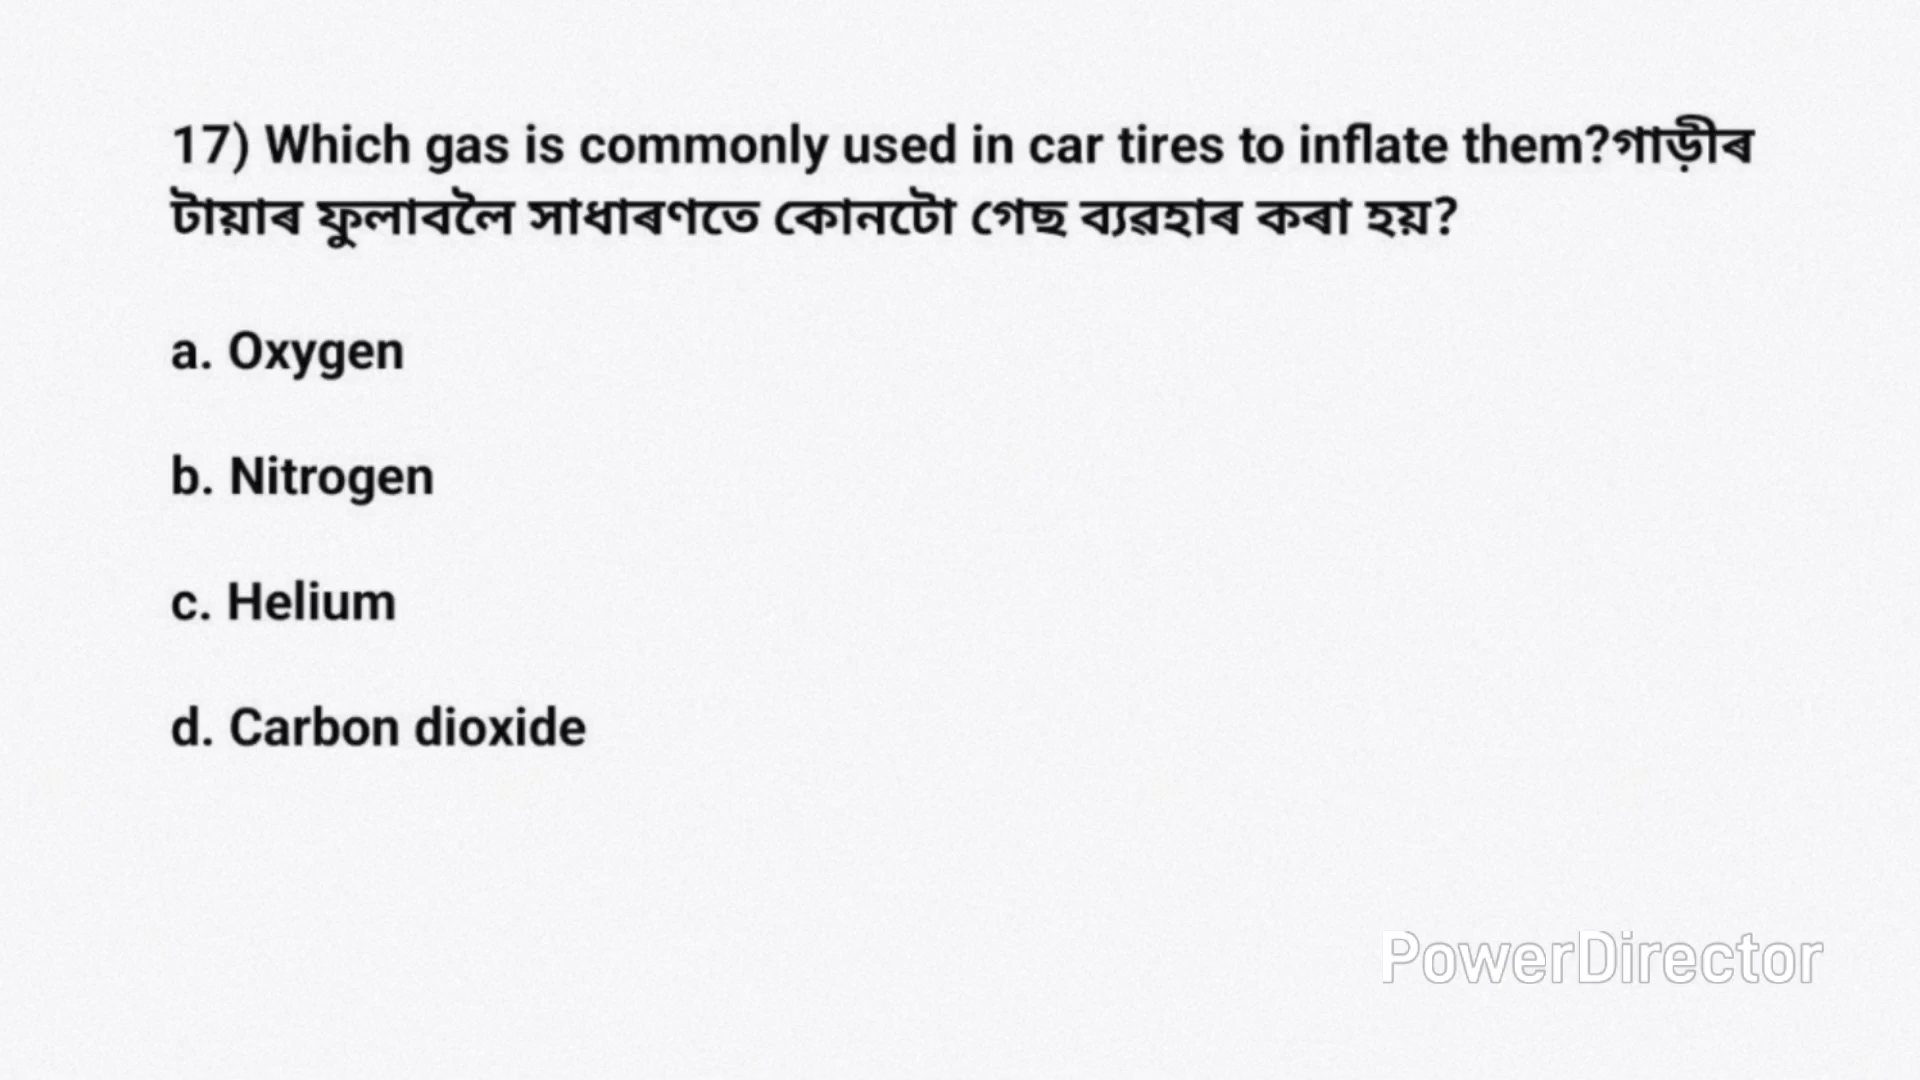 17) Which gas is commonly used in car tires to inflate them?গাড়ীৰ
টায়াৰ ফুলাবলৈ সাধাৰণতে কোনটো গেছ ব্যৱহাৰ কৰা হয়?
a. Oxygen
b. Nitrogen
c. Helium
d. Carbon dioxide
PowerDirector